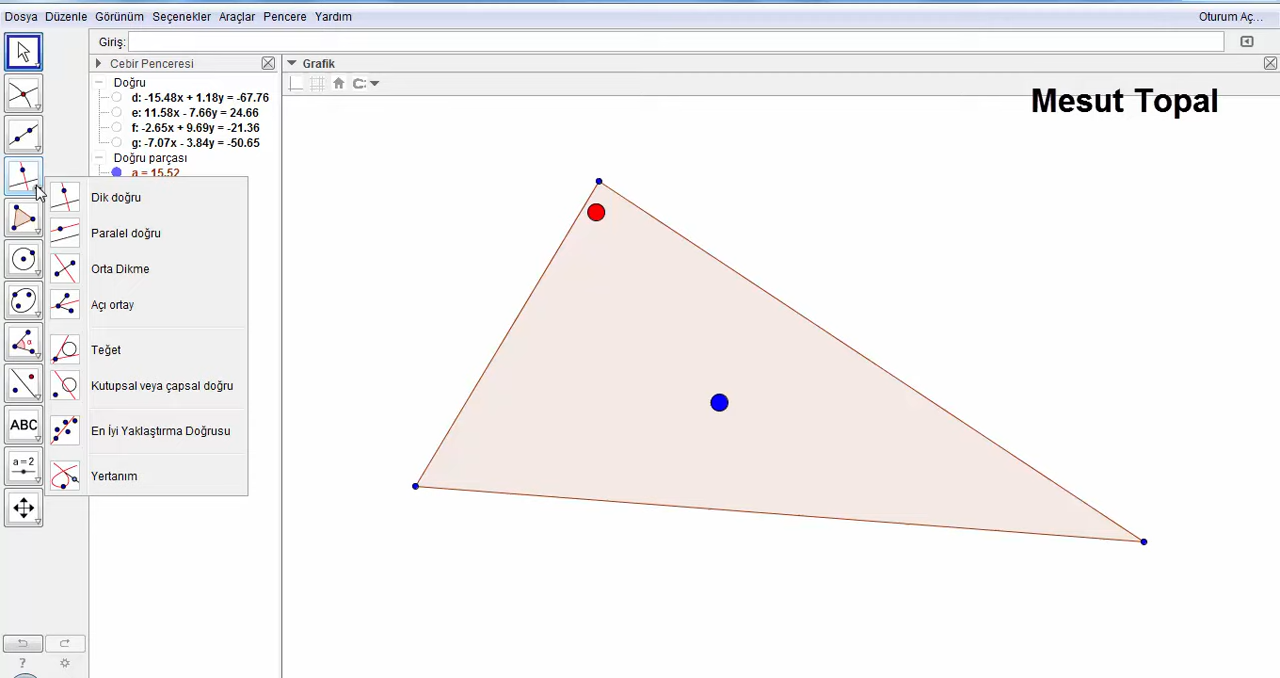 Dosya Düzenle Görünüm Seçenekler Araçlar Pencere Yardım Oturum Aç...
Giriş:
Cebir Penceresi
Grafik
Mesut Topal
Doğru
d: -15.48x + 1.18y = -67.76
e: 11.58x - 7.66y = 24.66
f: -2.65x + 9.69y = -21.36
g: -7.07x - 3.84y = -50.65
Doğru parçası
a = 15.52
Dik doğru
Paralel doğru
Orta Dikme
Açı ortay
α
Teğet
Kutupsal veya çapsal doğru
ABC
En İyi Yaklaştırma Doğrusu
a=2
Yertanım
?